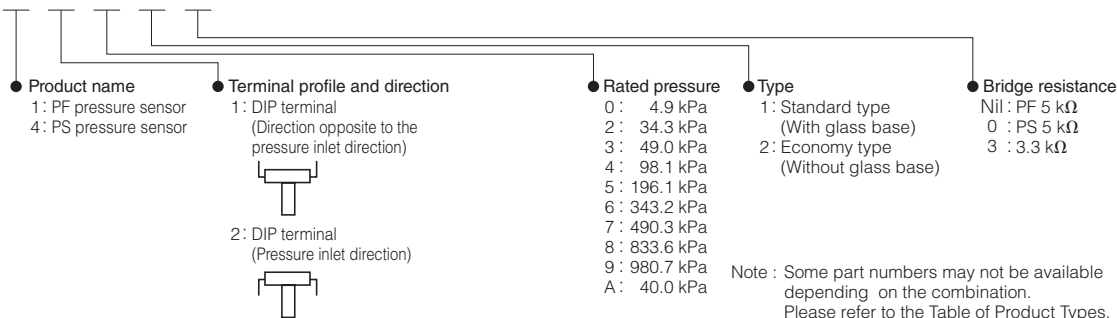 Product name
1: PF pressure sensor
4: PS pressure sensor
Terminal profile and direction
1: DIP terminal
(Direction opposite to the
pressure inlet direction)
2: DIP terminal
(Pressure inlet direction)
Rated pressure
0: 4.9 kPa
2: 34.3 kPa
3: 49.0 kPa
4: 98.1 kPa
5: 196.1 kPa
6: 343.2 kPa
7: 490.3 kPa
8: 833.6 kPa
9: 980.7 kPa
A: 40.0 kPa
Type
1: Standard type
(With glass base)
2: Economy type
(Without glass base)
Bridge resistance
Nil: PF 5 kΩ
0 : PS 5 kΩ
3 : 3.3 kΩ
Note : Some part numbers may not be available
depending on the combination.
Please refer to the Table of Product Types.